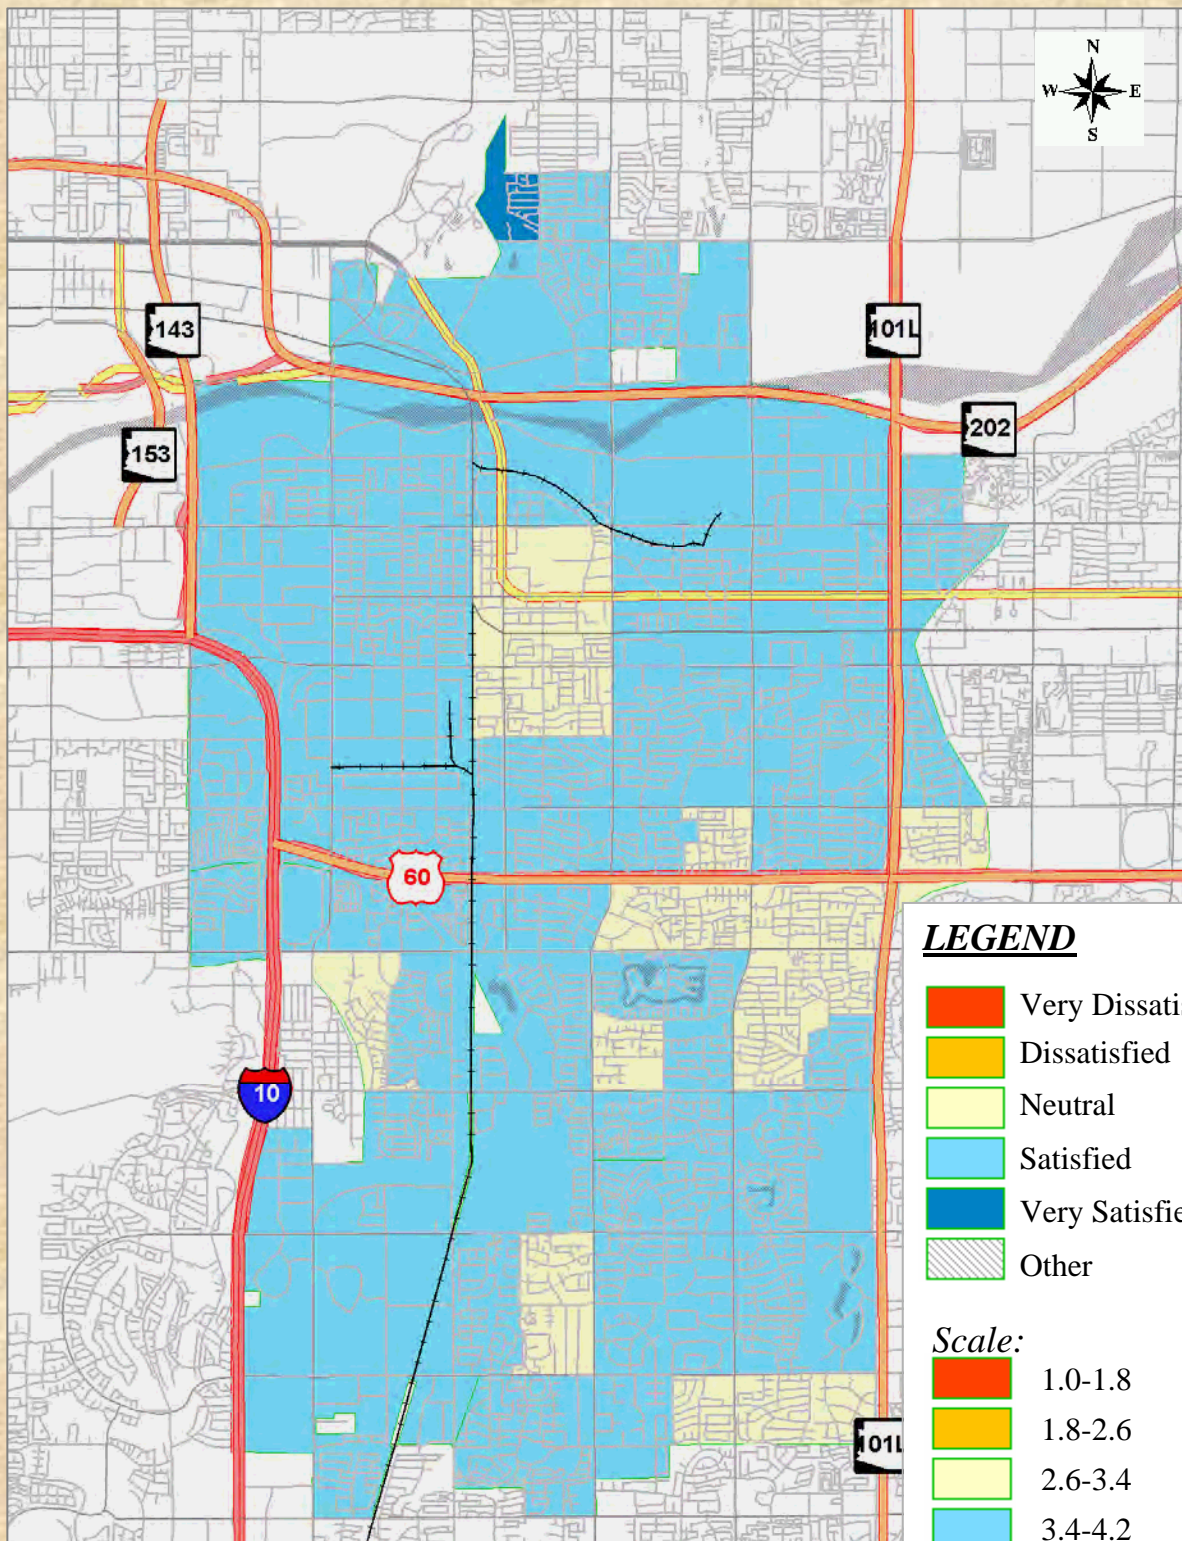 N
W E
S
143
101L
202
153
60
10
LEGEND
Very Dissatis
Dissatisfied
Neutral
Satisfied
Very Satisfie
Other
Scale:
1.0-1.8
1.8-2.6
2.6-3.4
3.4-4.2
101L